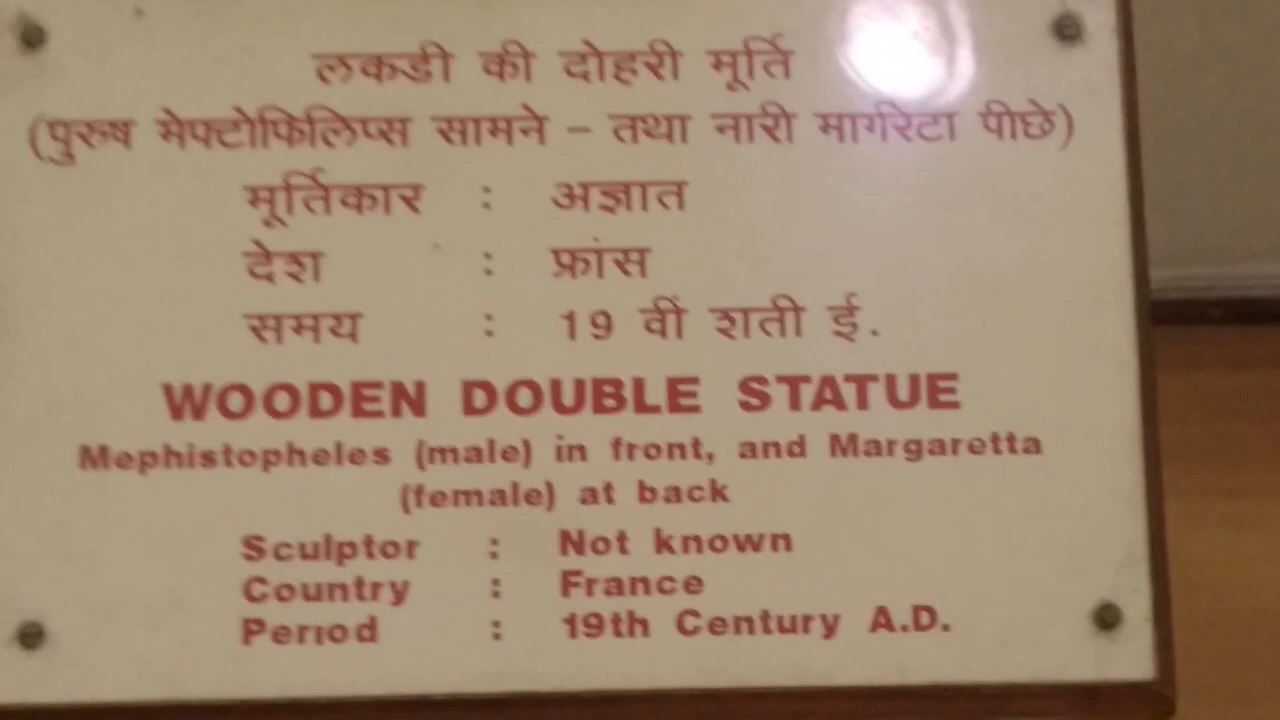 लकडी की दोहरी मूर्ति
(पुरुष मेफ्टोफिलिप्स सामने – तथा नारी मार्गरिटा पीछे)
मूर्तिकार : अज्ञात
देश : फ्रांस
समय : 19 वीं शती ई.
WOODEN DOUBLE STATUE
Mephistopheles (male) in front, and Margaretta
(female) at back
Sculptor : Not known
Country : France
Period : 19th Century A.D.